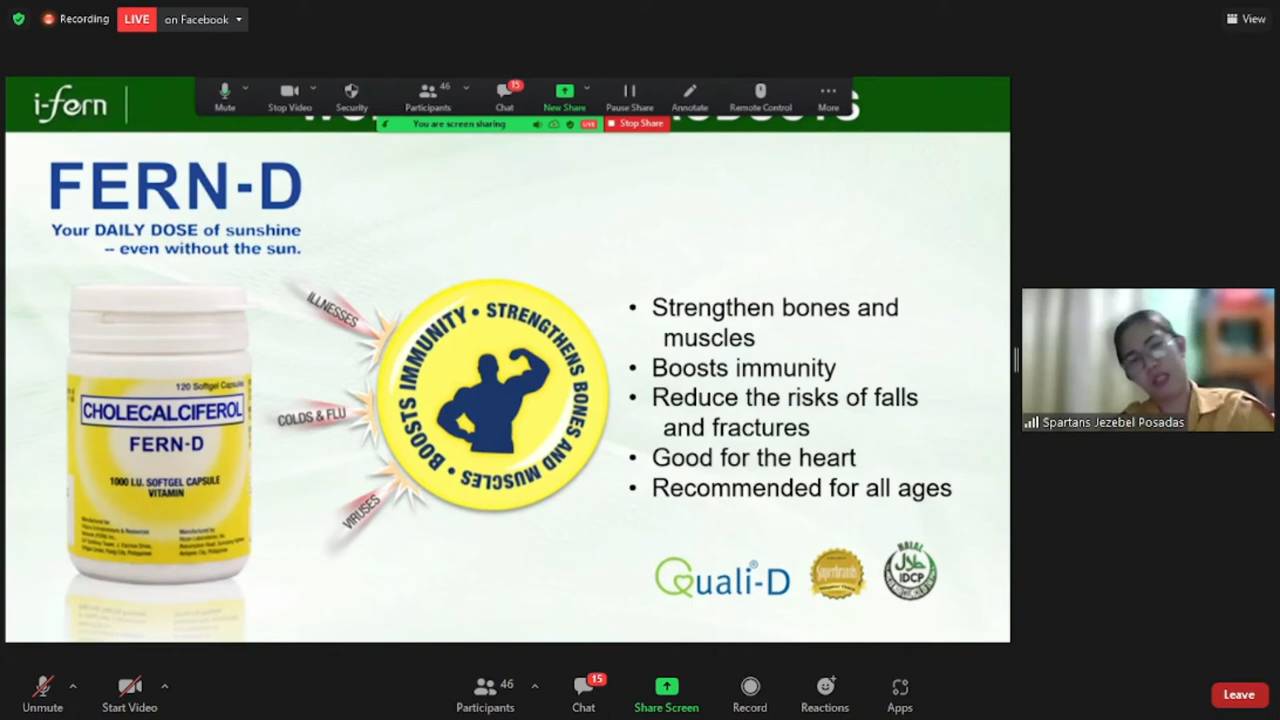 Recording
LIVE
on Facebook
View
i-fern
Mute
Stop Video
Security
46
Participants
15
Chat
New Share
Pause Share
Annotate
Remote Control
More
You are screen sharing
LIVE
Stop Share
FERN-D
Your DAILY DOSE of sunshine
-- even without the sun.
120 Softgel Capsules
CHOLECALCIFEROL
FERN-D
1000 I.U. SOFTGEL CAPSULE
VITAMIN
ILLNESSES
COLDS & FLU
VIRUSES
BOOSTS IMMUNITY • STRENGTHENS BONES AND MUSCLES •
• Strengthen bones and
muscles
• Boosts immunity
• Reduce the risks of falls
and fractures
• Good for the heart
• Recommended for all ages
Quali®-D
Superbrands
HALAL
حلال
IDCP
Spartans Jezebel Posadas
Unmute
Start Video
46
Participants
15
Chat
Share Screen
Record
Reactions
Apps
Leave